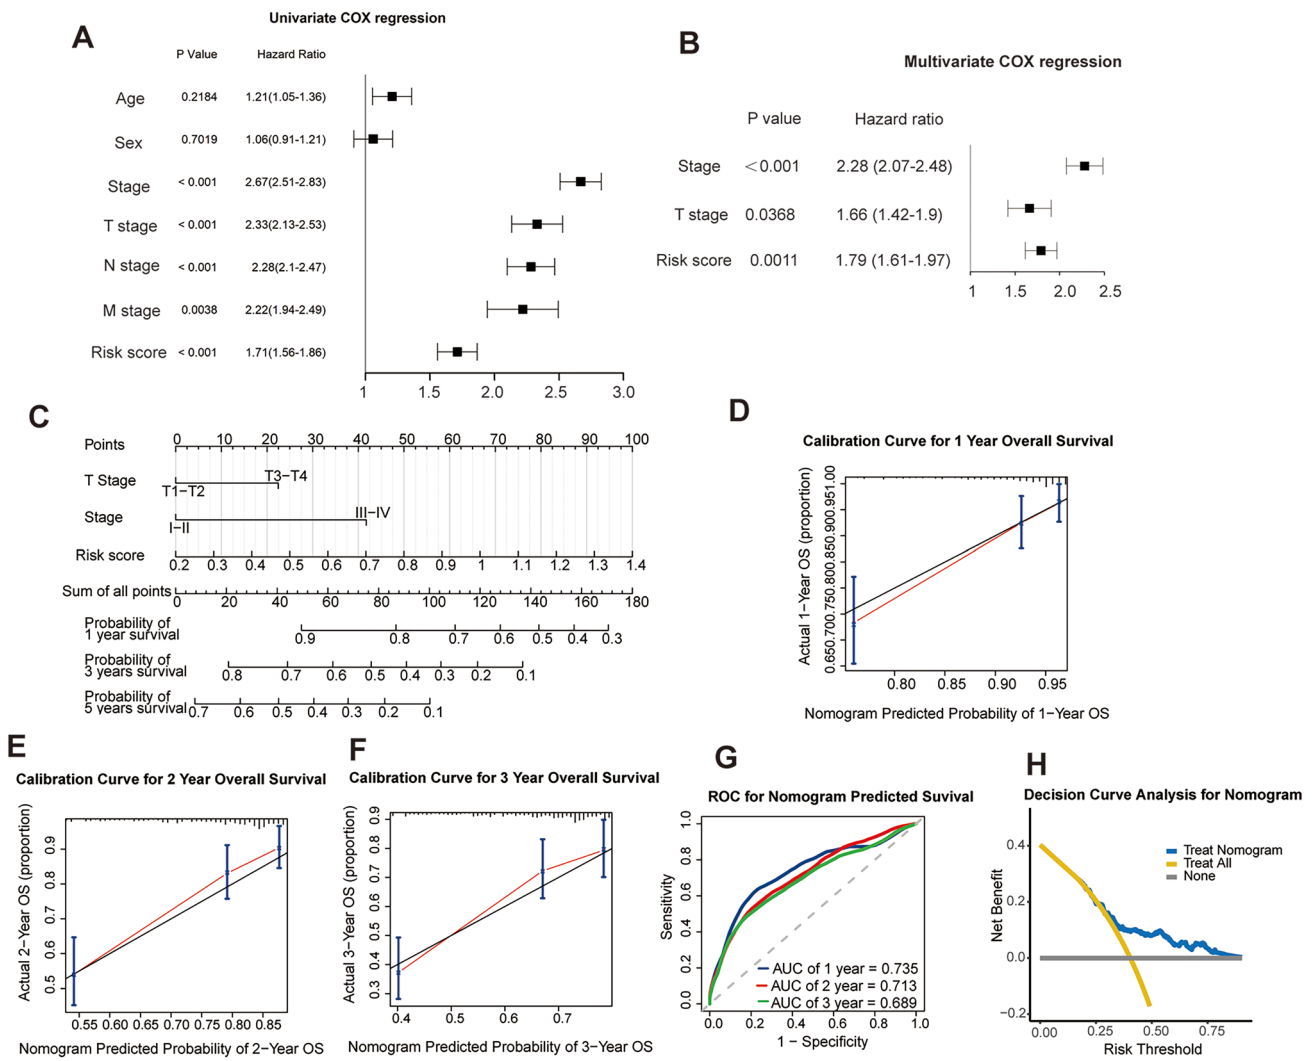 A
Univariate COX regression
P Value Hazard Ratio
Age 0.2184 1.21(1.05-1.36)
Sex 0.7019 1.06(0.91-1.21)
Stage < 0.001 2.67(2.51-2.83)
T stage < 0.001 2.33(2.13-2.53)
N stage < 0.001 2.28(2.1-2.47)
M stage 0.0038 2.22(1.94-2.49)
Risk score < 0.001 1.71(1.56-1.86)
1 1.5 2.0 2.5 3.0
B
Multivariate COX regression
P value Hazard ratio
Stage <0.001 2.28 (2.07-2.48)
T stage 0.0368 1.66 (1.42-1.9)
Risk score 0.0011 1.79 (1.61-1.97)
1 1.5 2.0 2.5
C
Points 0 10 20 30 40 50 60 70 80 90 100
T Stage T3-T4
T1-T2
Stage III-IV
I-II
Risk score 0.2 0.3 0.4 0.5 0.6 0.7 0.8 0.9 1 1.1 1.2 1.3 1.4
Sum of all points 0 20 40 60 80 100 120 140 160 180
Probability of
1 year survival 0.9 0.8 0.7 0.6 0.5 0.4 0.3
Probability of
3 years survival 0.8 0.7 0.6 0.5 0.4 0.3 0.2 0.1
Probability of
5 years survival 0.7 0.6 0.5 0.4 0.3 0.2 0.1
D
Calibration Curve for 1 Year Overall Survival
Actual 1-Year OS (proportion)
0.650.700.750.800.850.900.951.00
0.80 0.85 0.90 0.95
Nomogram Predicted Probability of 1-Year OS
E
Calibration Curve for 2 Year Overall Survival
Actual 2-Year OS (proportion)
0.5 0.6 0.7 0.8 0.9
0.55 0.60 0.65 0.70 0.75 0.80 0.85
Nomogram Predicted Probability of 2-Year OS
F
Calibration Curve for 3 Year Overall Survival
Actual 3-Year OS (proportion)
0.3 0.4 0.5 0.6 0.7 0.8 0.9
0.4 0.5 0.6 0.7
Nomogram Predicted Probability of 3-Year OS
G
ROC for Nomogram Predicted Suvival
Sensitivity
0.0 0.2 0.4 0.6 0.8 1.0
AUC of 1 year = 0.735
AUC of 2 year = 0.713
AUC of 3 year = 0.689
0.0 0.2 0.4 0.6 0.8 1.0
1 - Specificity
H
Decision Curve Analysis for Nomogram
Net Benefit
0.4
0.2
0.0
-0.2
Treat Nomogram
Treat All
None
0.00 0.25 0.50 0.75
Risk Threshold